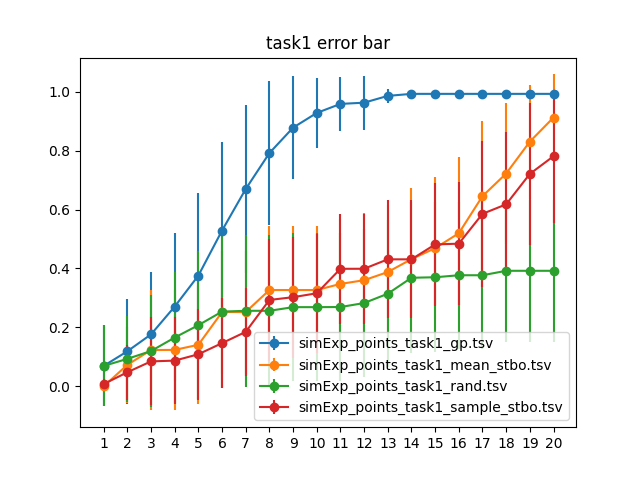 task1 error bar
1.0
0.8
0.6
0.4
0.2
0.0
simExp_points_task1_gp.tsv
simExp_points_task1_mean_stbo.tsv
simExp_points_task1_rand.tsv
simExp_points_task1_sample_stbo.tsv
1 2 3 4 5 6 7 8 9 10 11 12 13 14 15 16 17 18 19 20